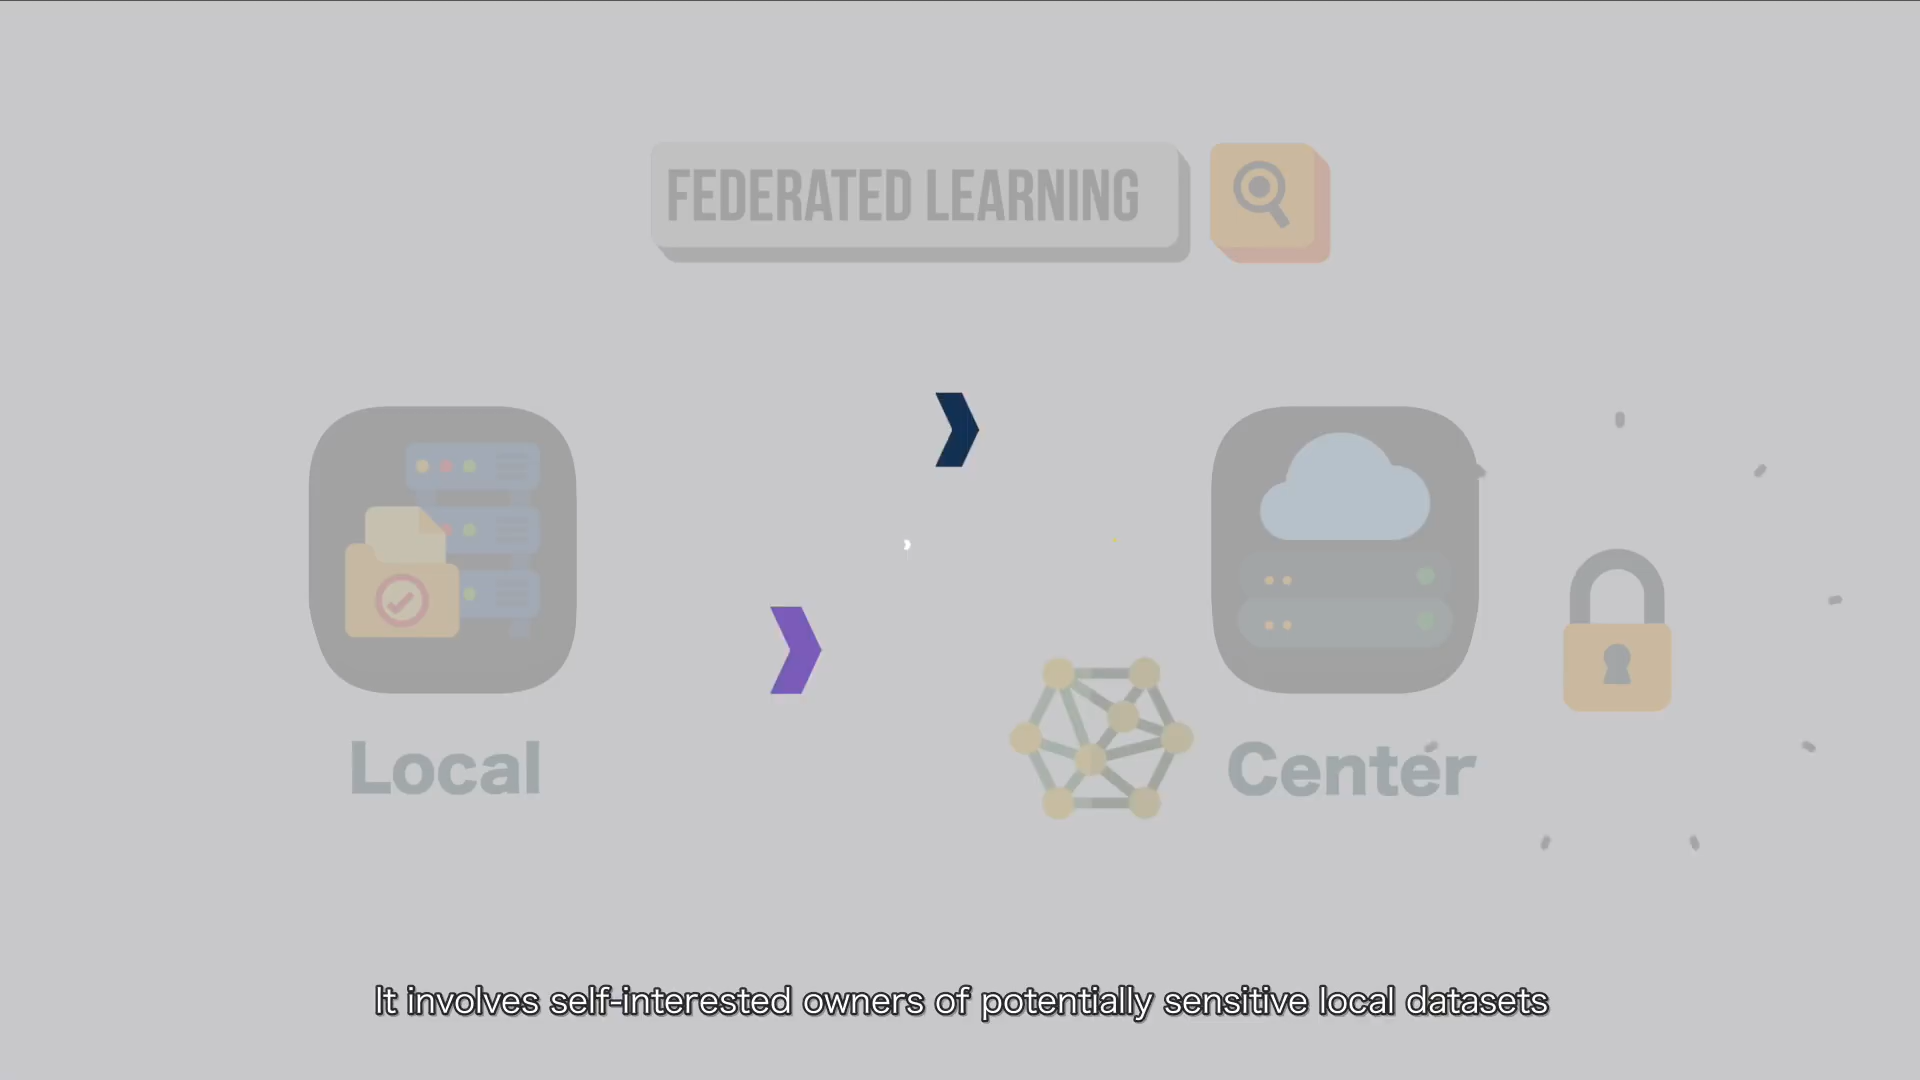 FEDERATED LEARNING
Local
Center
It involves self-interested owners of potentially sensitive local datasets